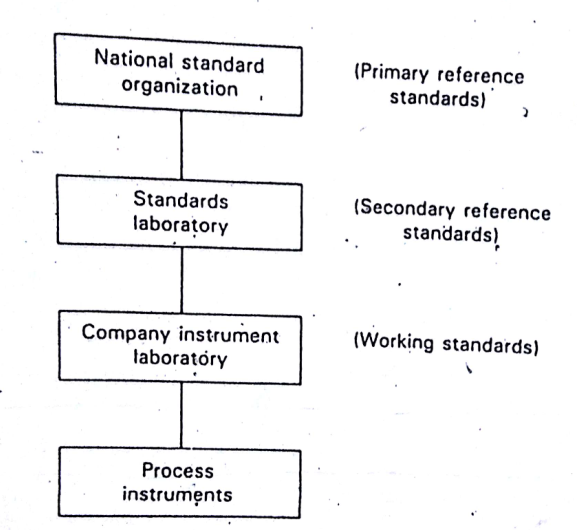 National standard
organization
(Primary reference
standards)
Standards
laboratory
(Secondary reference
standards)
Company instrument
laboratory
(Working standards)
Process
instruments